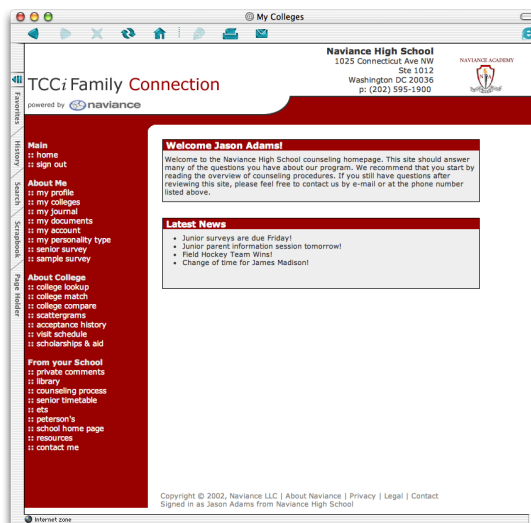 My Colleges
Naviance High School
1025 Connecticut Ave NW
Ste 1012
Washington DC 20036
p: (202) 595-1900
NAVIANCE ACADEMY
TCCi Family Connection
powered by naviance
Favorites
History
Search
Scrapbook
Page Holder
Main
:: home
:: sign out
About Me
:: my profile
:: my colleges
:: my journal
:: my documents
:: my account
:: my personality type
:: senior survey
:: sample survey
About College
:: college lookup
:: college match
:: college compare
:: scattergrams
:: acceptance history
:: visit schedule
:: scholarships & aid
From your School
:: private comments
:: library
:: counseling process
:: senior timetable
:: ets
:: peterson's
:: school home page
:: resources
:: contact me
Welcome Jason Adams!
Welcome to the Naviance High School counseling homepage. This site should answer
many of the questions you have about our program. We recommend that you start by
reading the overview of counseling procedures. If you still have questions after
reviewing this site, please feel free to contact us by e-mail or at the phone number
listed above.
Latest News
• Junior surveys are due Friday!
• Junior parent information session tomorrow!
• Field Hockey Team Wins!
• Change of time for James Madison!
Copyright © 2002, Naviance LLC | About Naviance | Privacy | Legal | Contact
Signed in as Jason Adams from Naviance High School
Internet zone